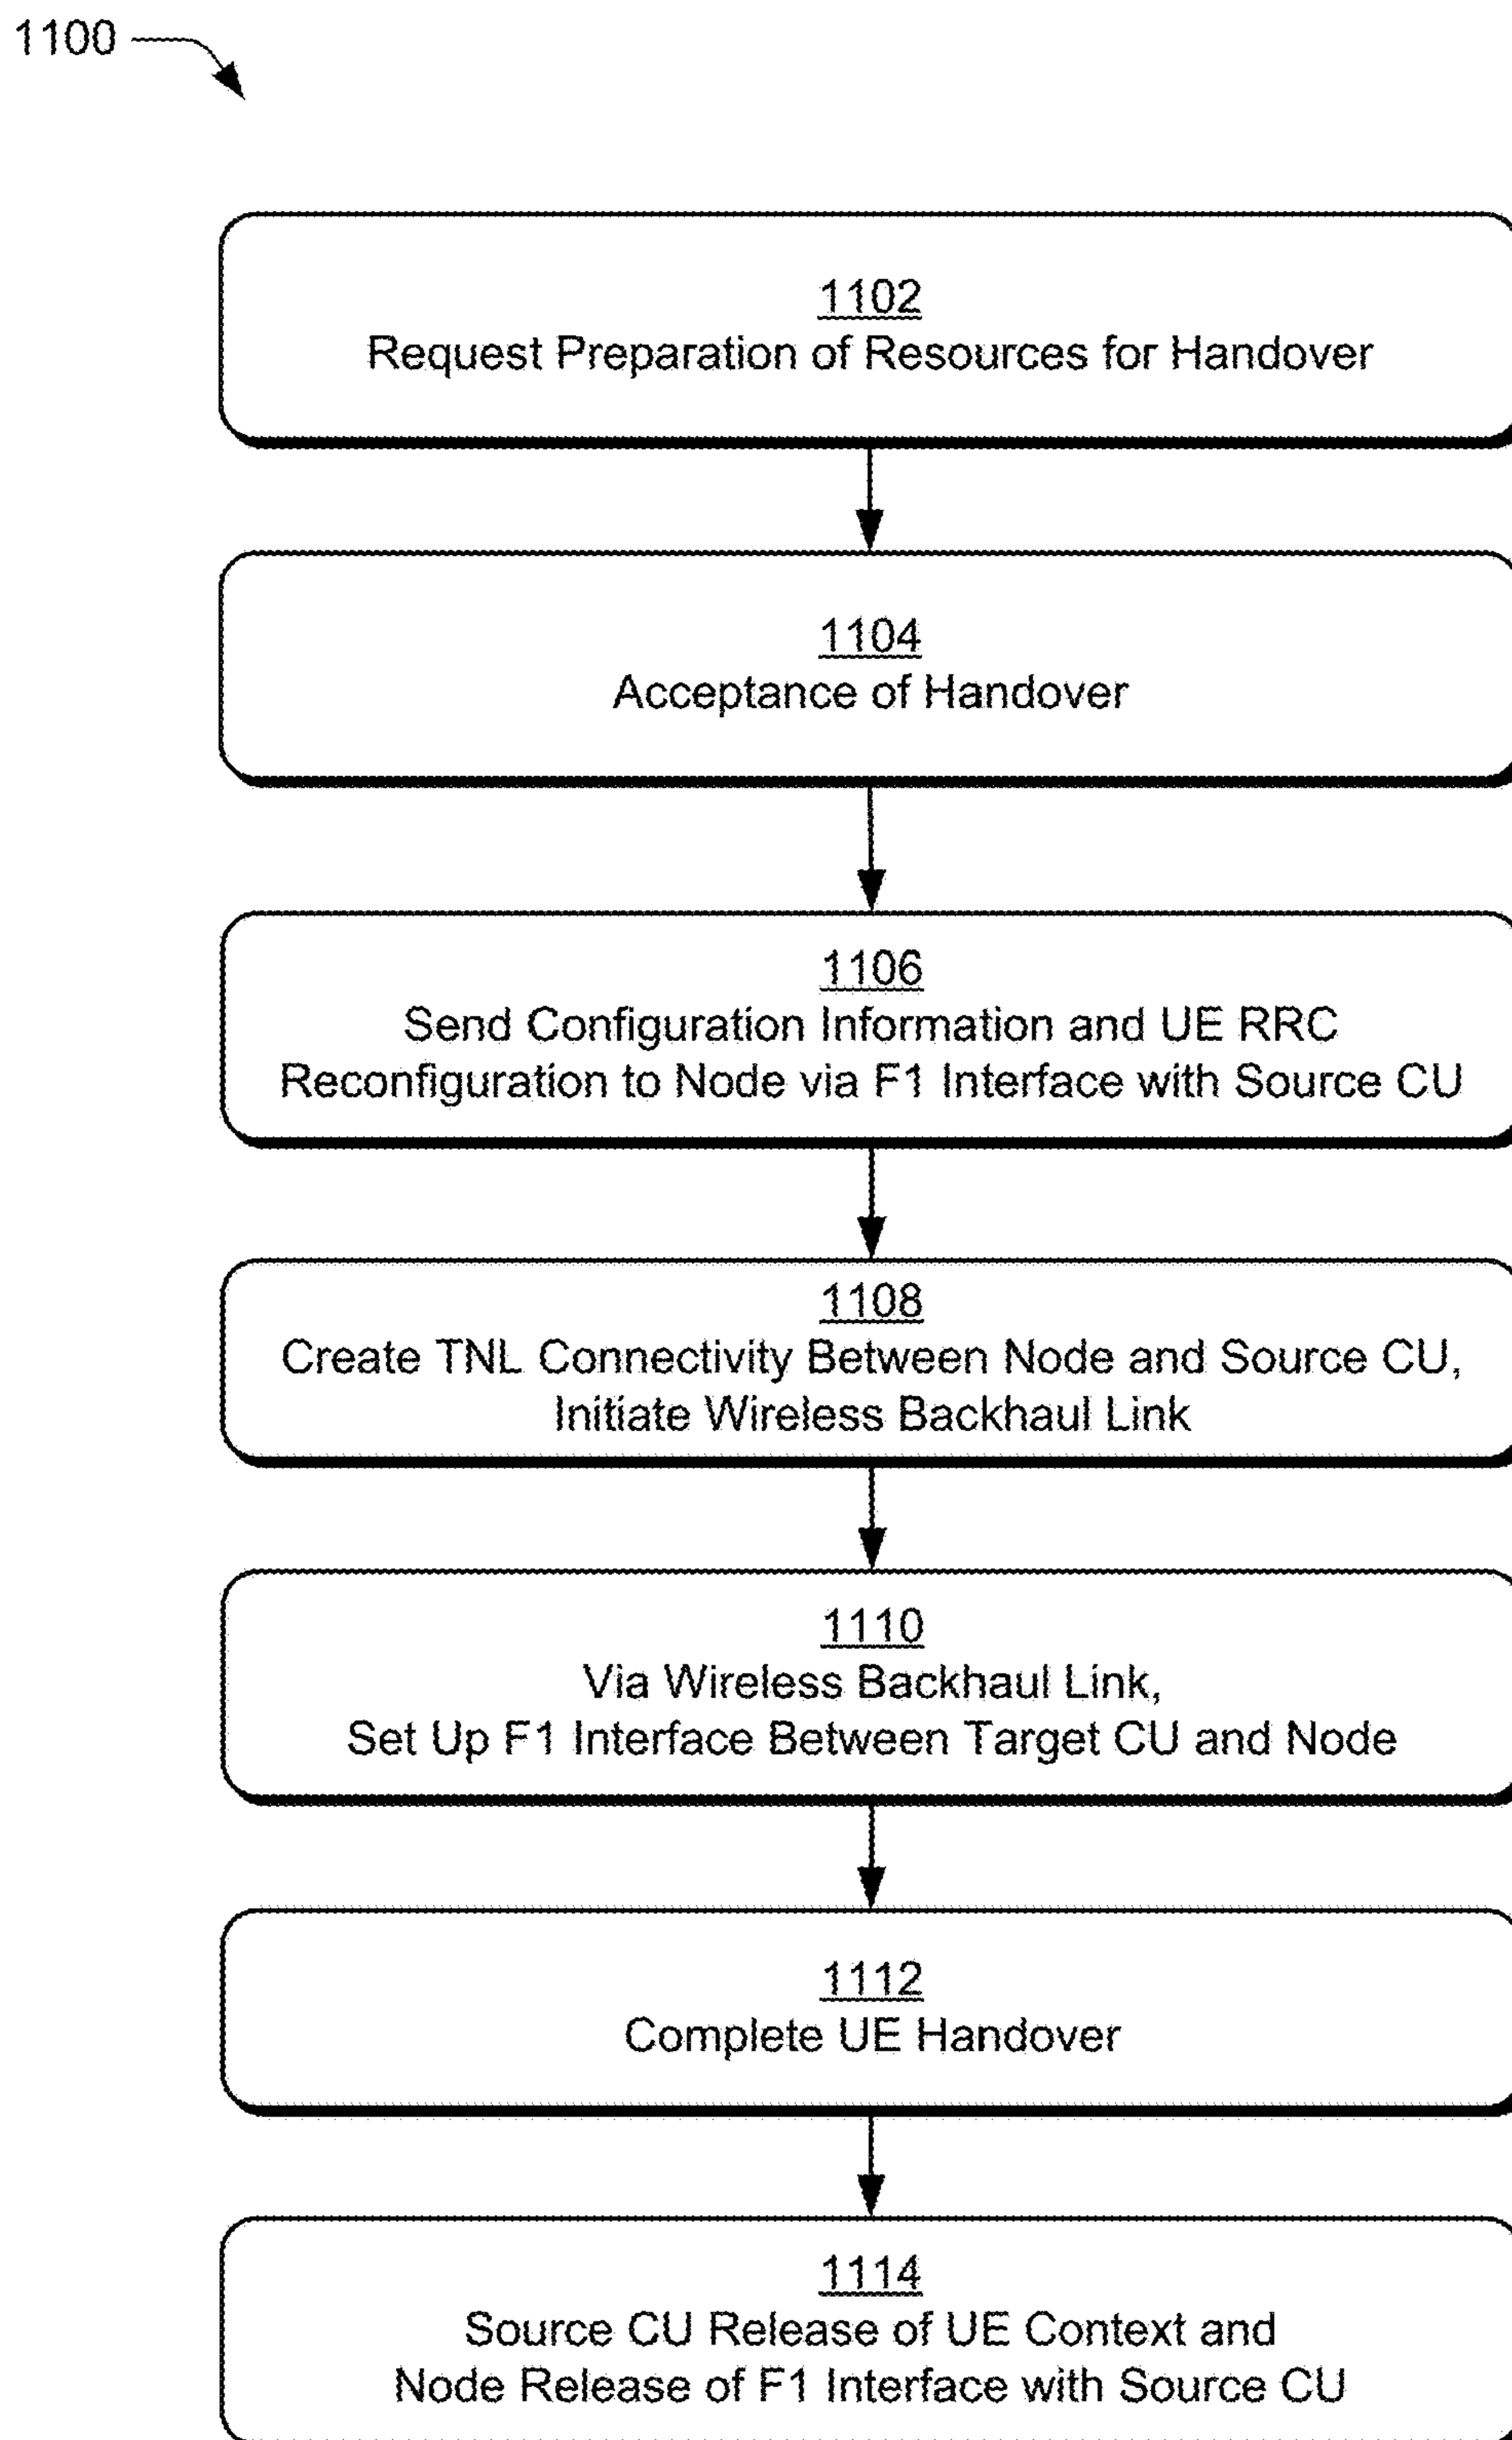 1100
1102
Request Preparation of Resources for Handover
1104
Acceptance of Handover
1106
Send Configuration Information and UE RRC
Reconfiguration to Node via F1 Interface with Source CU
1108
Create TNL Connectivity Between Node and Source CU,
Initiate Wireless Backhaul Link
1110
Via Wireless Backhaul Link,
Set Up F1 Interface Between Target CU and Node
1112
Complete UE Handover
1114
Source CU Release of UE Context and
Node Release of F1 Interface with Source CU